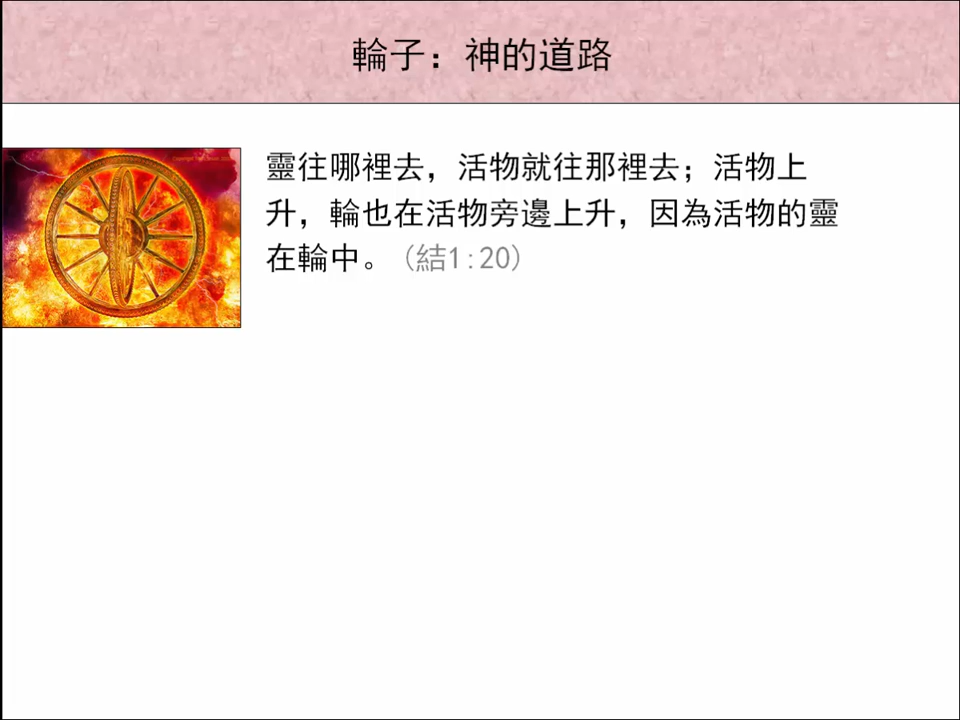 輪子：神的道路
靈往哪裡去，活物就往那裡去；活物上
升，輪也在活物旁邊上升，因為活物的靈
在輪中。（結1:20）